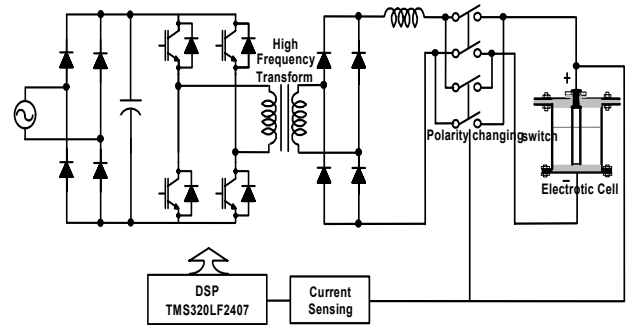 High
Frequency
Transform
Polarity changing switch
+
−
Electrotic Cell
DSP
TMS320LF2407
Current
Sensing